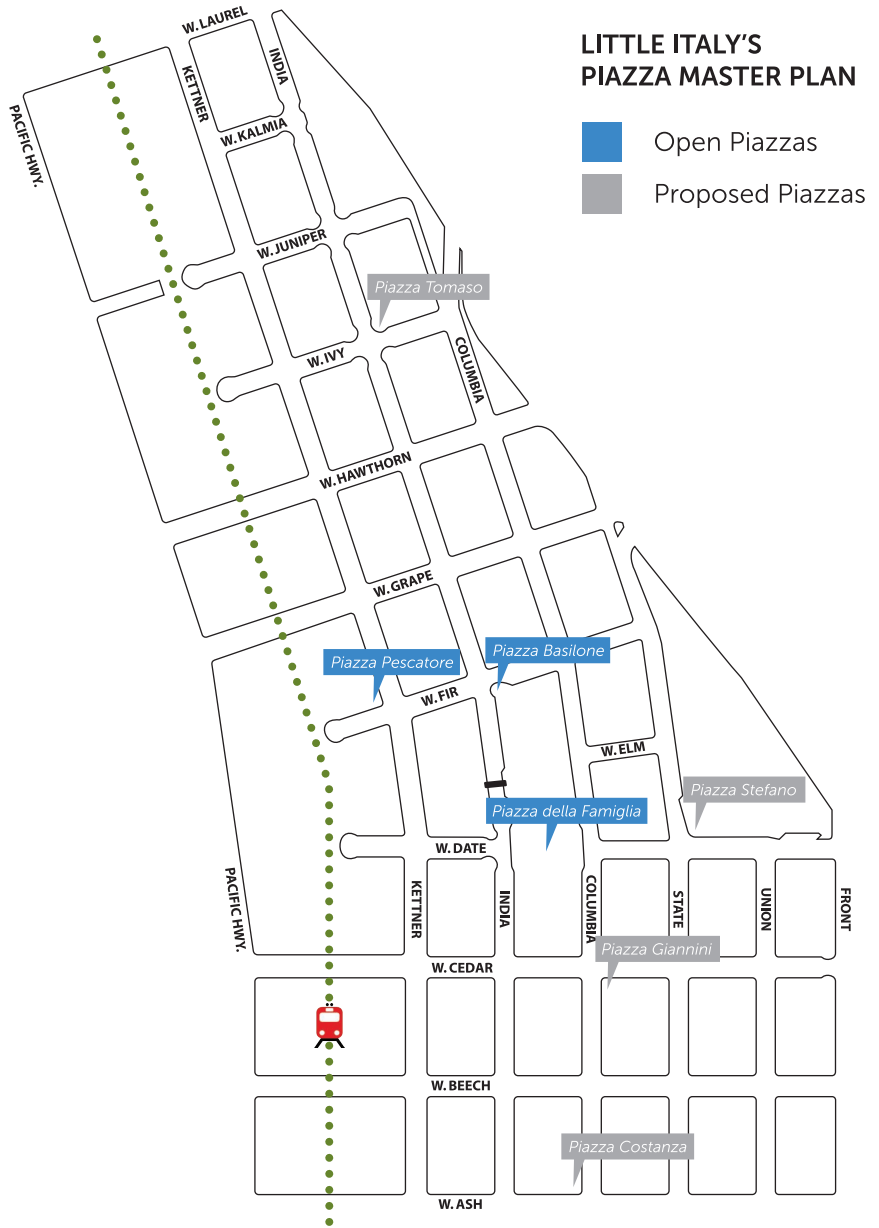 LITTLE ITALY'S
PIAZZA MASTER PLAN
Open Piazzas
Proposed Piazzas
W. LAUREL
INDIA
KETTNER
PACIFIC HWY.
W. KALMIA
W. JUNIPER
Piazza Tomaso
W. IVY
COLUMBIA
W. HAWTHORN
W. GRAPE
Piazza Pescatore
Piazza Basilone
W. FIR
W. ELM
Piazza Stefano
Piazza della Famiglia
W. DATE
PACIFIC HWY.
KETTNER
INDIA
COLUMBIA
STATE
UNION
FRONT
Piazza Giannini
W. CEDAR
W. BEECH
Piazza Costanza
W. ASH